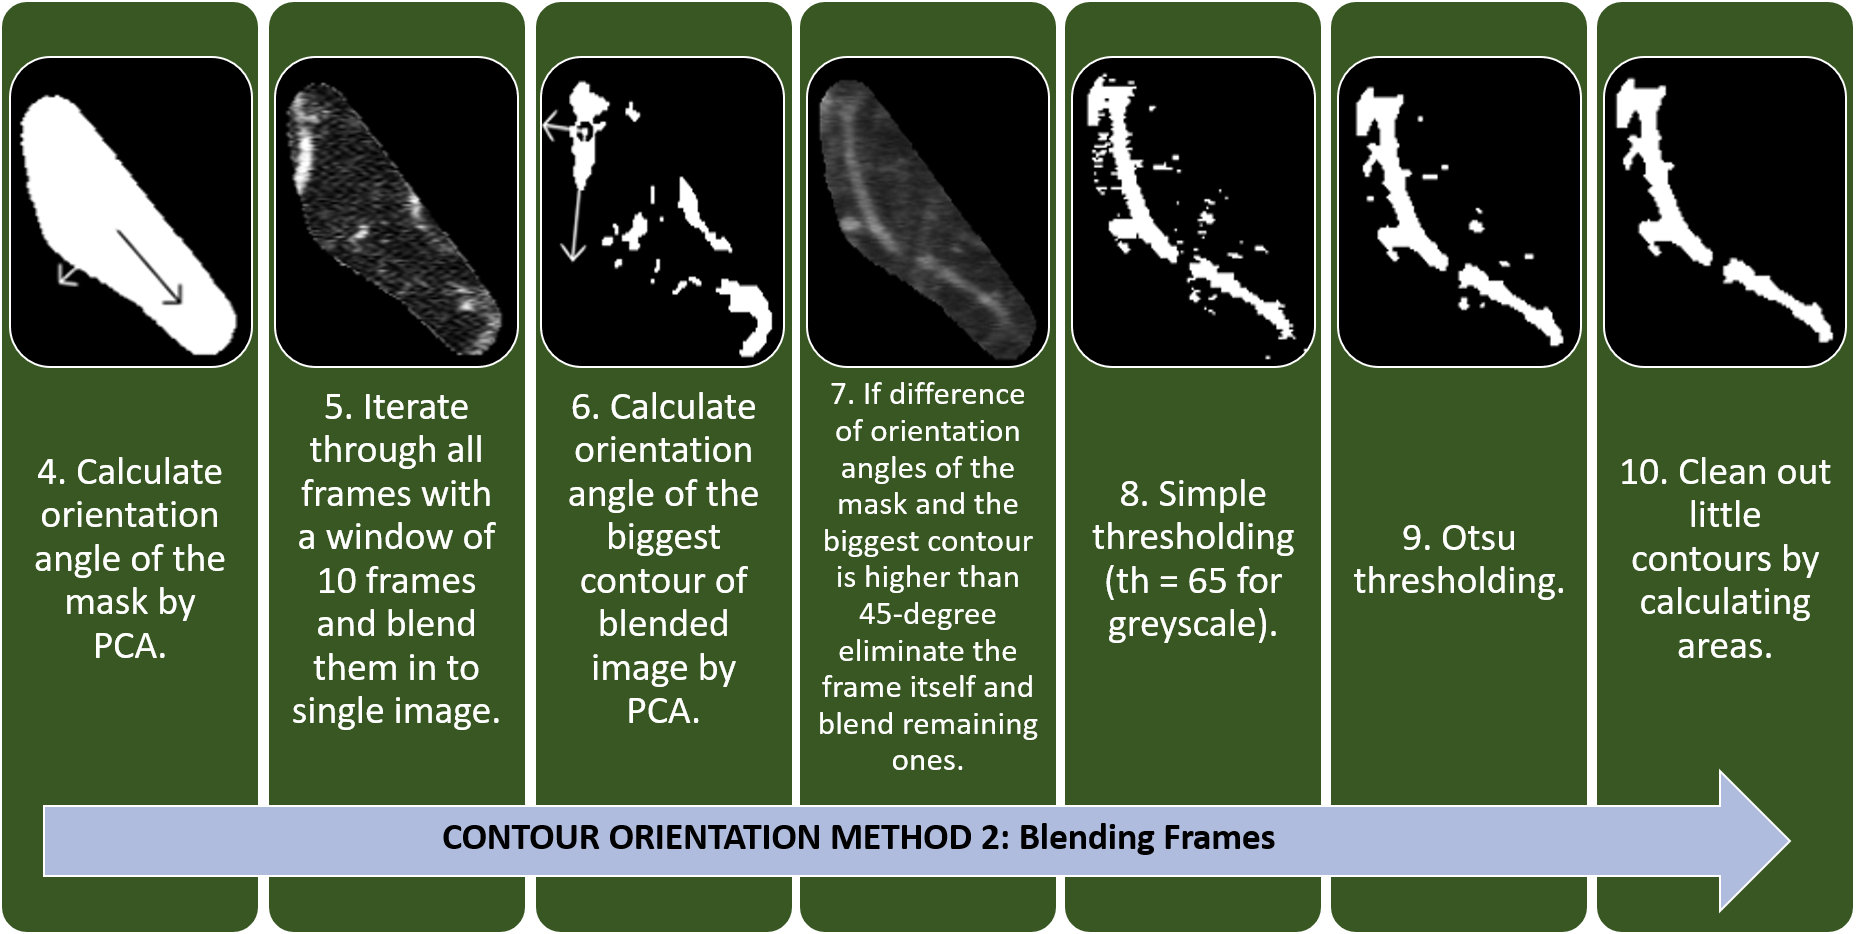 4. Calculate
orientation
angle of the
mask by
PCA.
5. Iterate
through all
frames with
a window of
10 frames
and blend
them in to
single image.
6. Calculate
orientation
angle of the
biggest
contour of
blended
image by
PCA.
7. If difference
of orientation
angles of the
mask and the
biggest contour
is higher than
45-degree
eliminate the
frame itself and
blend remaining
ones.
8. Simple
thresholding
(th = 65 for
greyscale).
9. Otsu
thresholding.
10. Clean out
little
contours by
calculating
areas.
CONTOUR ORIENTATION METHOD 2: Blending Frames